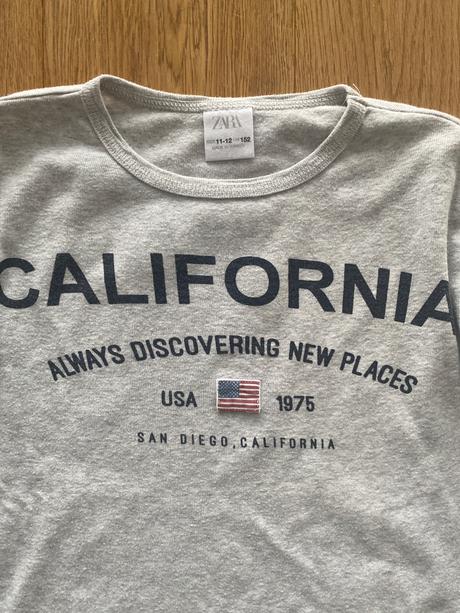 ZARA
11-12 152
CALIFORNIA
ALWAYS DISCOVERING NEW PLACES
USA 1975
SAN DIEGO, CALIFORNIA